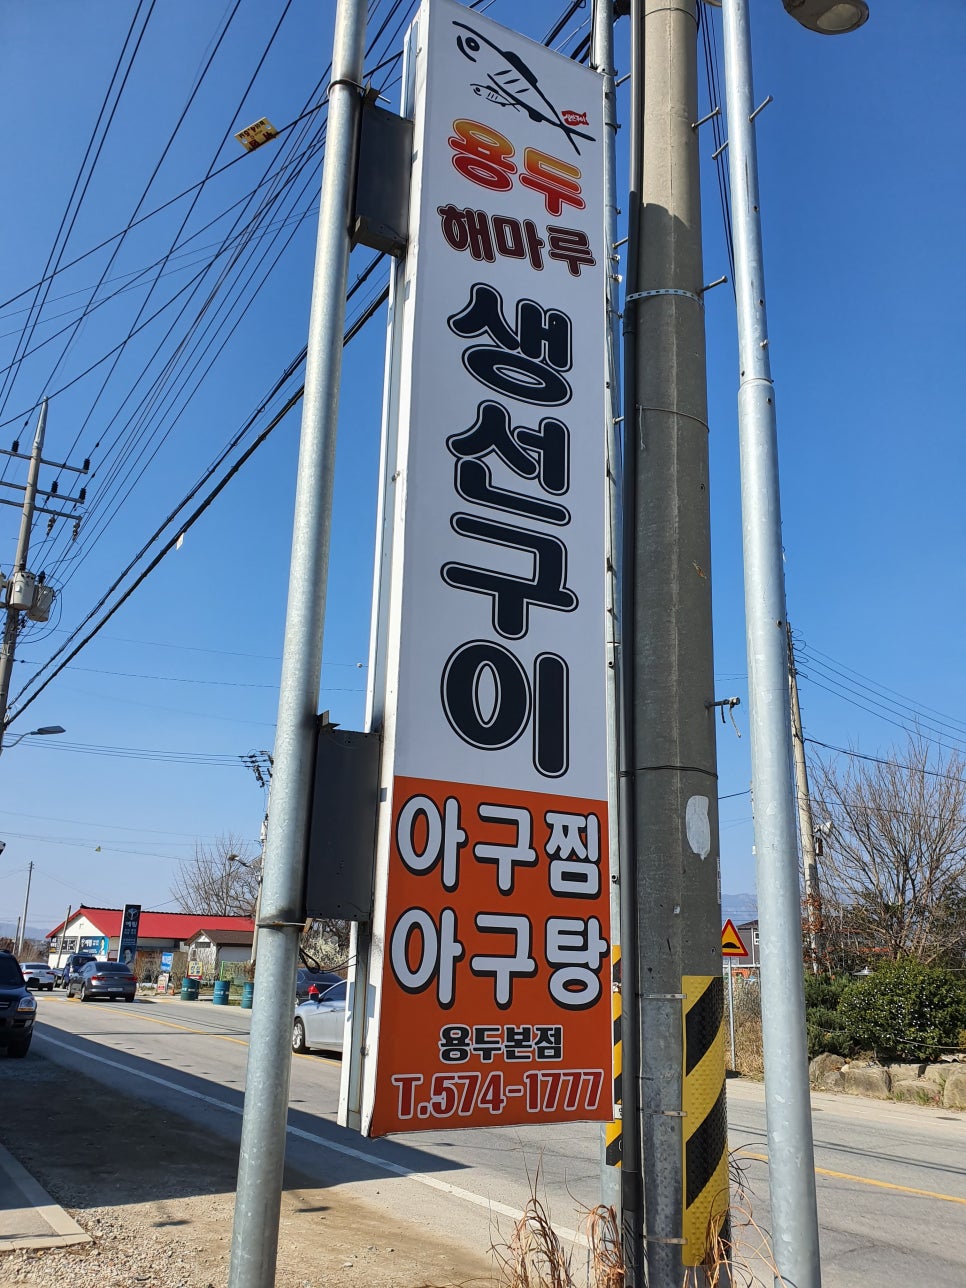 용두
해마루
생선구이
아구찜
아구탕
용두본점
T.574-1777